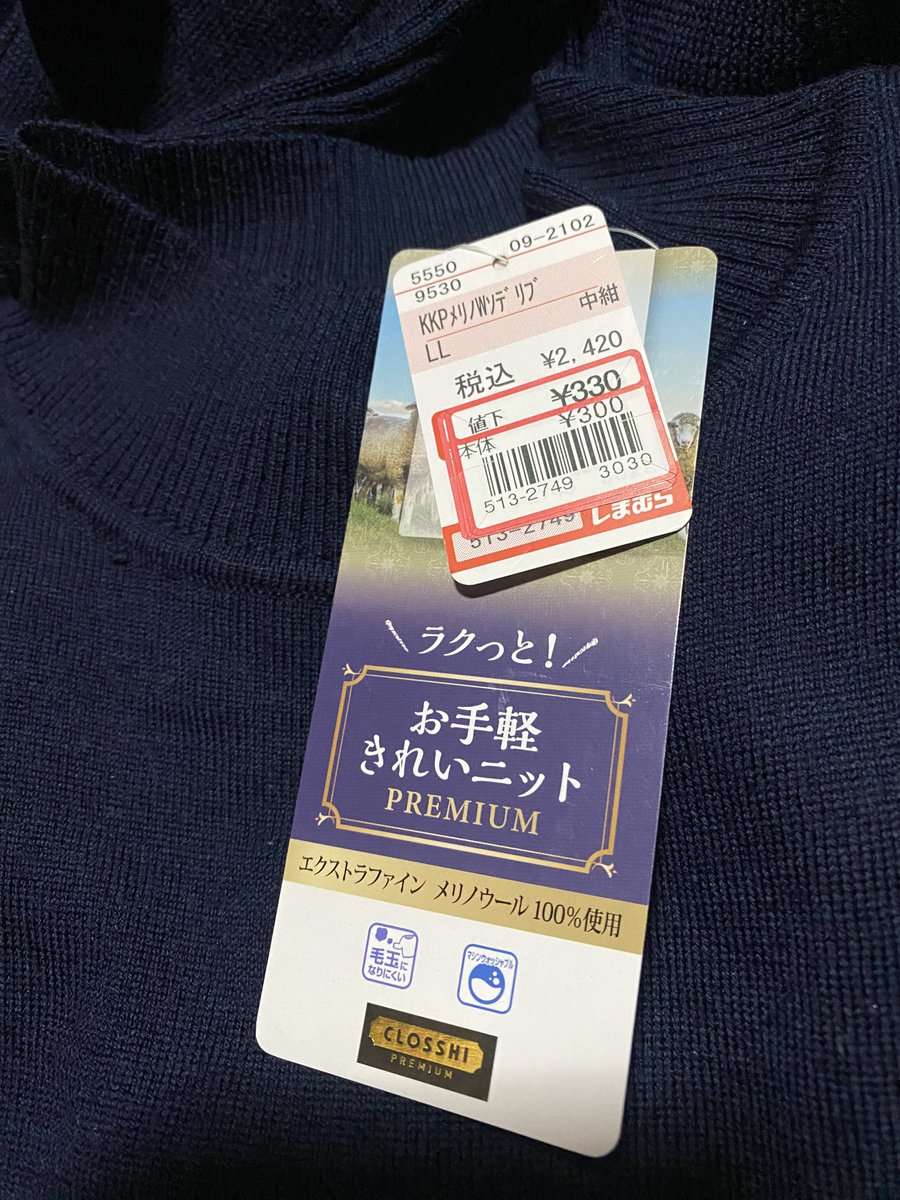 5550 09-2102
9530
KKPメリノWソデリブ
LL 中紺
税込 ¥2,420
値下 ¥330
本体 ¥300
513-2749 3030
513-2749 しまむら
ラクっと!
お手軽
きれいニット
PREMIUM
エクストラファイン メリノウール100%使用
毛玉に
なりにくい
マシンウォッシャブル
CLOSSHI
PREMIUM